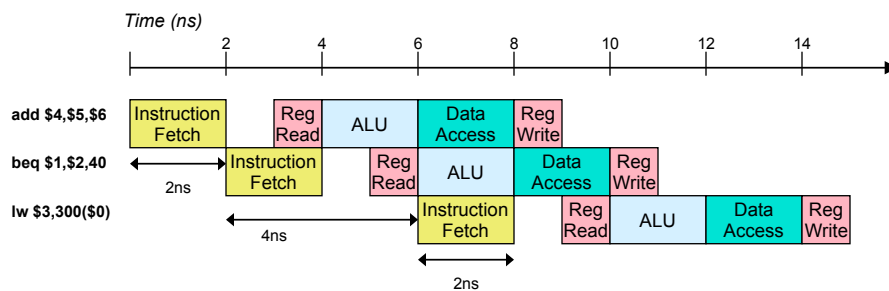 Time (ns)
2 4 6 8 10 12 14
add $4,$5,$6
Instruction
Fetch
Reg
Read
ALU
Data
Access
Reg
Write
beq $1,$2,40
2ns
Instruction
Fetch
Reg
Read
ALU
Data
Access
Reg
Write
lw $3,300($0)
4ns
Instruction
Fetch
Reg
Read
ALU
Data
Access
Reg
Write
2ns